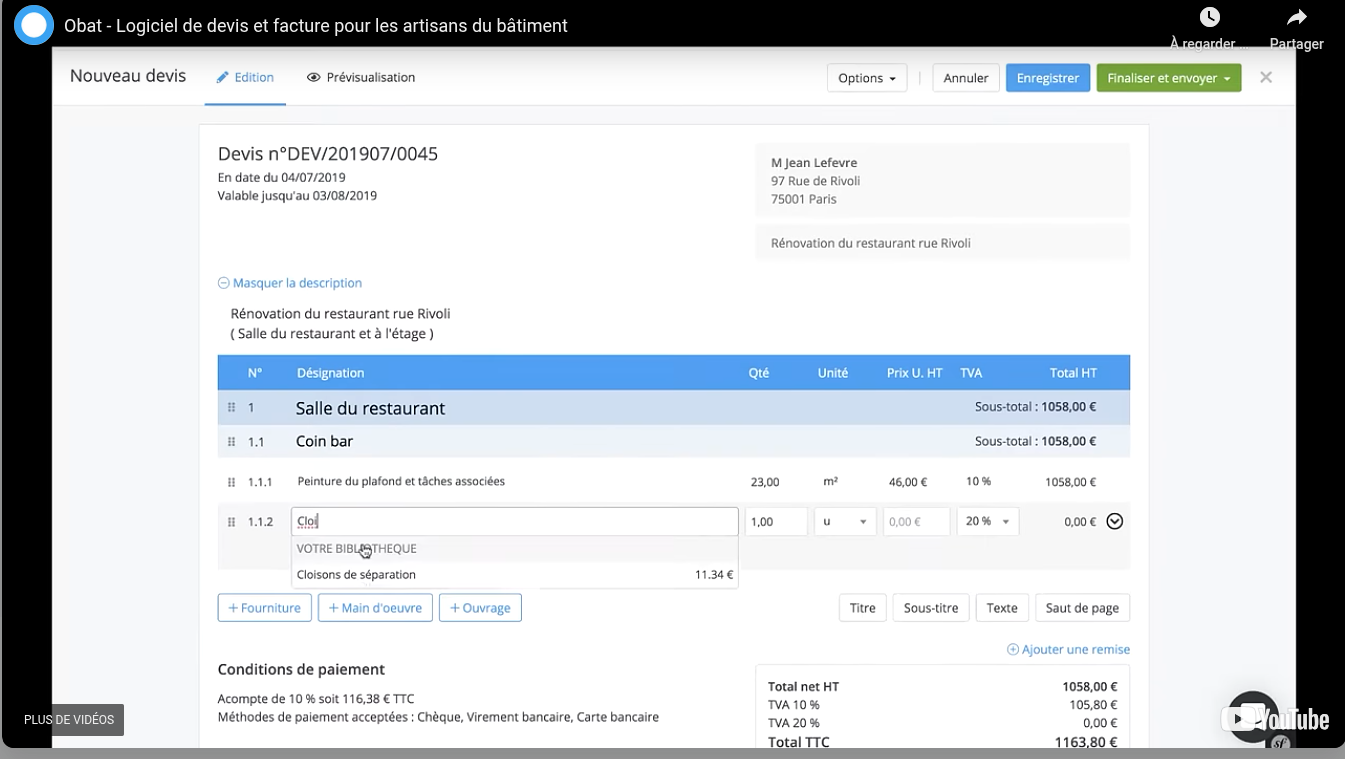 Obat - Logiciel de devis et facture pour les artisans du bâtiment
À regarder ... Partager
Nouveau devis Edition Prévisualisation Options Annuler Enregistrer Finaliser et envoyer
Devis n°DEV/201907/0045
En date du 04/07/2019
Valable jusqu'au 03/08/2019
M Jean Lefevre
97 Rue de Rivoli
75001 Paris
Rénovation du restaurant rue Rivoli
Masquer la description
Rénovation du restaurant rue Rivoli
( Salle du restaurant et à l'étage )
N° Désignation Qté Unité Prix U. HT TVA Total HT
1 Salle du restaurant Sous-total : 1058,00 €
1.1 Coin bar Sous-total : 1058,00 €
1.1.1 Peinture du plafond et tâches associées 23,00 m² 46,00 € 10 % 1058,00 €
1.1.2 Cloi 1,00 u 0,00 € 20 % 0,00 €
VOTRE BIBLIOTHEQUE
Cloisons de séparation 11.34 €
+ Fourniture + Main d'oeuvre + Ouvrage Titre Sous-titre Texte Saut de page
Ajouter une remise
Conditions de paiement
Acompte de 10 % soit 116,38 € TTC
Méthodes de paiement acceptées : Chèque, Virement bancaire, Carte bancaire
Total net HT 1058,00 €
TVA 10 % 105,80 €
TVA 20 % 0,00 €
Total TTC 1163,80 €
PLUS DE VIDÉOS
YouTube
sf